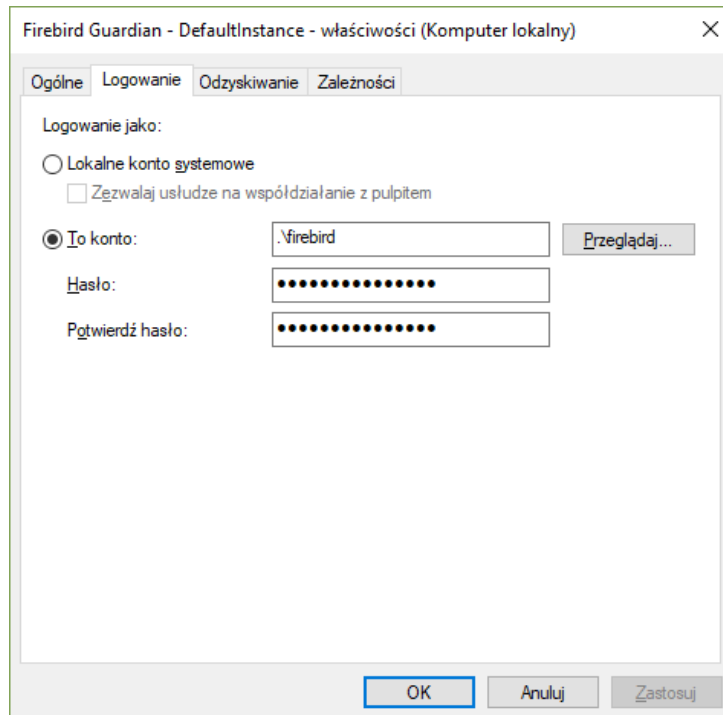 Firebird Guardian - DefaultInstance - właściwości (Komputer lokalny)
Ogólne Logowanie Odzyskiwanie Zależności
Logowanie jako:
Lokalne konto systemowe
Zezwalaj usłudze na współdziałanie z pulpitem
To konto: .\firebird Przeglądaj...
Hasło: •••••••••••••••
Potwierdź hasło: •••••••••••••••
OK Anuluj Zastosuj